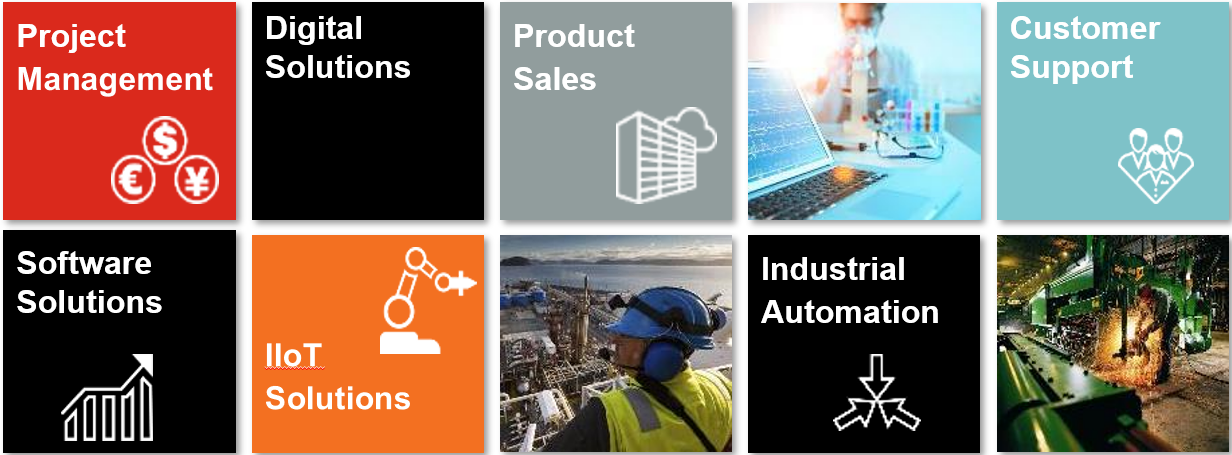 Project
Management
Digital
Solutions
Product
Sales
Customer
Support
Software
Solutions
IIoT
Solutions
Industrial
Automation
$
€
¥